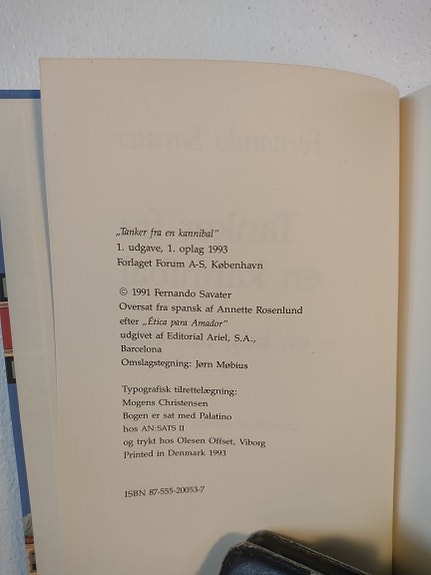 „Tanker fra en kannibal"
1. udgave, 1. oplag 1993
Forlaget Forum A-S, København
© 1991 Fernando Savater
Oversat fra spansk af Annette Rosenlund
efter „Ética para Amador"
udgivet af Editorial Ariel, S.A.,
Barcelona
Omslagstegning: Jørn Møbius
Typografisk tilrettelægning:
Mogens Christensen
Bogen er sat med Palatino
hos AN:SATS II
og trykt hos Olesen Offset, Viborg
Printed in Denmark 1993
ISBN 87-555-20053-7